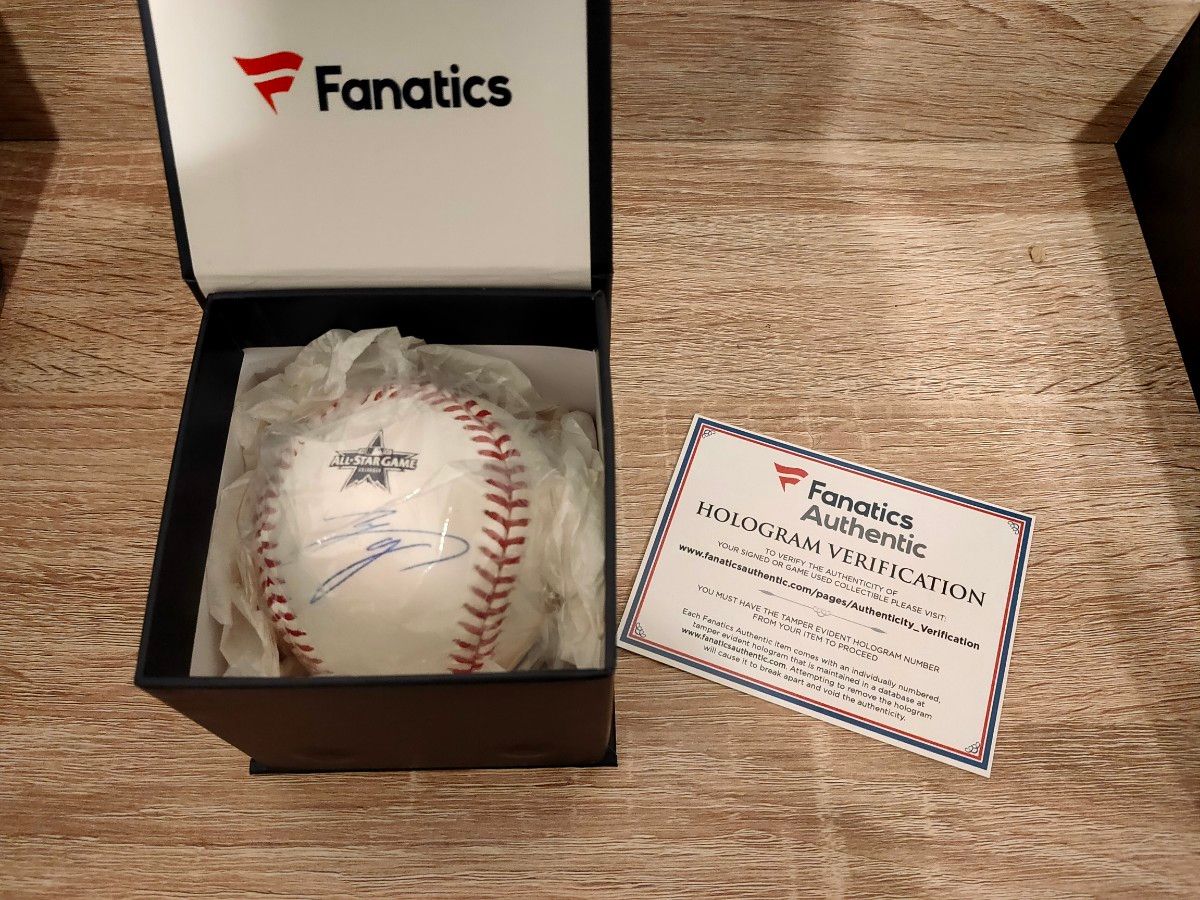 Fanatics
ALL-STAR GAME
Fanatics
Authentic
HOLOGRAM VERIFICATION
TO VERIFY THE AUTHENTICITY OF
YOUR SIGNED OR GAME USED COLLECTIBLE PLEASE VISIT:
www.fanaticsauthentic.com/pages/Authenticity_Verification
YOU MUST HAVE THE TAMPER EVIDENT HOLOGRAM NUMBER
FROM YOUR ITEM TO PROCEED
Each Fanatics Authentic item comes with an individually numbered,
tamper evident hologram that is maintained in a database at
www.fanaticsauthentic.com. Attempting to remove the hologram
will cause it to break apart and void the authenticity.